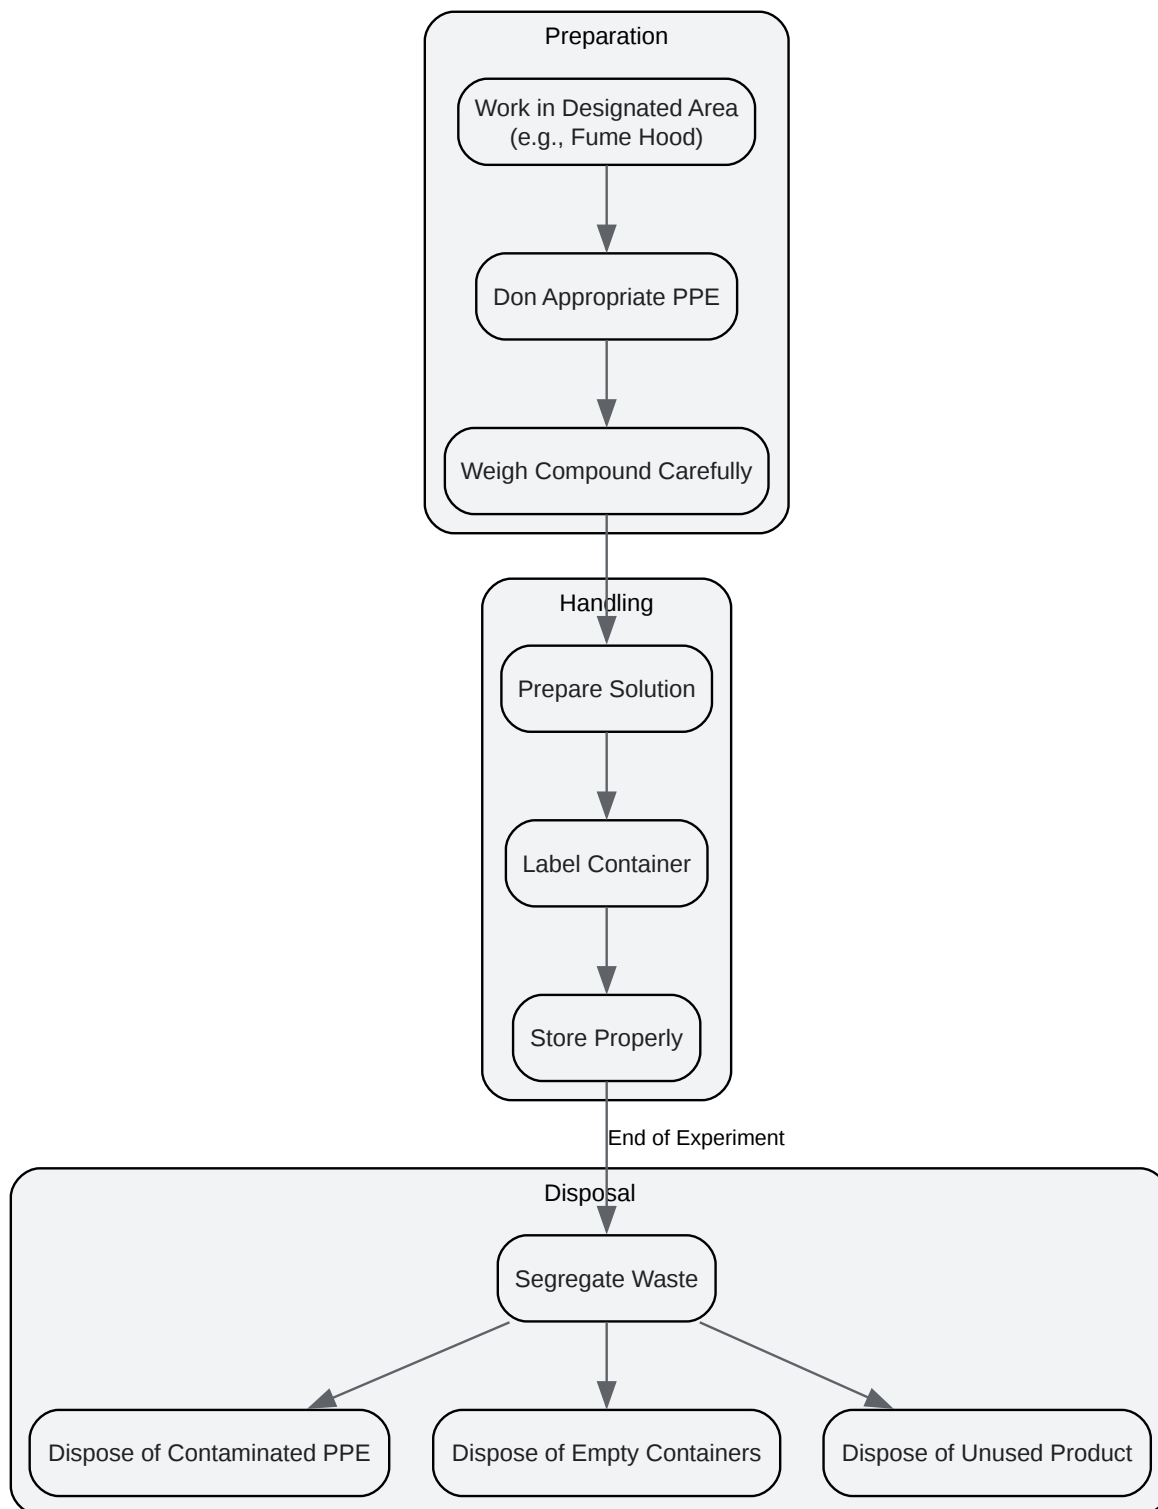 Preparation
Work in Designated Area
(e.g., Fume Hood)
Don Appropriate PPE
Weigh Compound Carefully
Handling
Prepare Solution
Label Container
Store Properly
End of Experiment
Disposal
Segregate Waste
Dispose of Contaminated PPE
Dispose of Empty Containers
Dispose of Unused Product